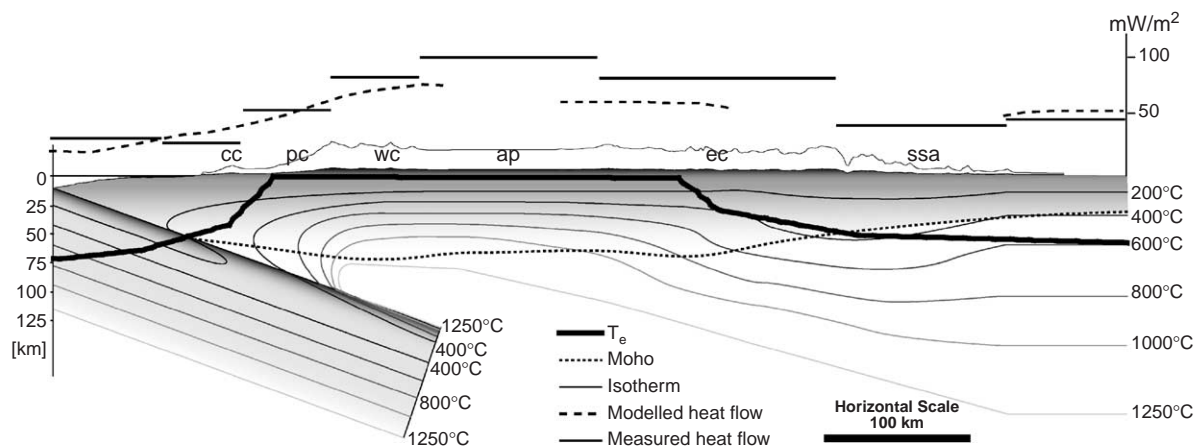 mW/m²
100
50
cc pc wc ap ec ssa
0
25
50
75
100
125
[km]
200°C
400°C
600°C
800°C
1000°C
1250°C
1250°C
400°C
400°C
800°C
1250°C
Te
Moho
Isotherm
Modelled heat flow
Measured heat flow
Horizontal Scale
100 km